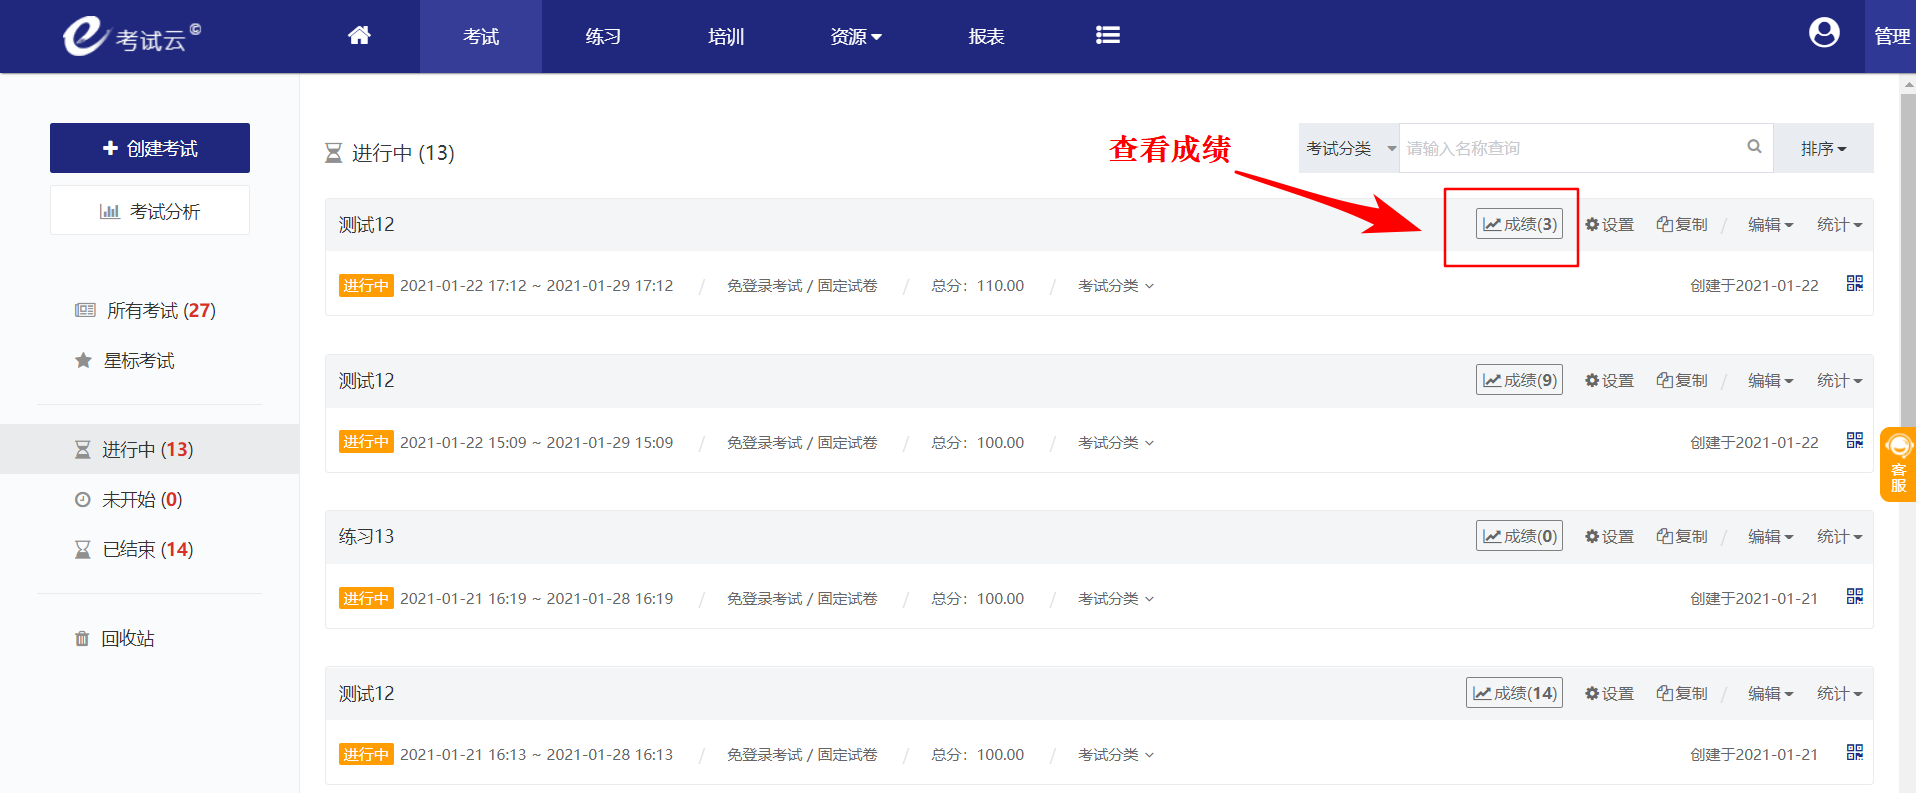 考试云©
考试
练习
培训
资源
报表
管理
创建考试
考试分析
所有考试 (27)
星标考试
进行中 (13)
未开始 (0)
已结束 (14)
回收站
进行中 (13)
查看成绩
考试分类
请输入名称查询
排序
测试12
成绩(3) 设置 复制 / 编辑 统计
进行中 2021-01-22 17:12 ~ 2021-01-29 17:12 / 免登录考试 / 固定试卷 / 总分：110.00 / 考试分类 创建于2021-01-22
测试12
成绩(9) 设置 复制 / 编辑 统计
进行中 2021-01-22 15:09 ~ 2021-01-29 15:09 / 免登录考试 / 固定试卷 / 总分：100.00 / 考试分类 创建于2021-01-22
练习13
成绩(0) 设置 复制 / 编辑 统计
进行中 2021-01-21 16:19 ~ 2021-01-28 16:19 / 免登录考试 / 固定试卷 / 总分：100.00 / 考试分类 创建于2021-01-21
测试12
成绩(14) 设置 复制 / 编辑 统计
进行中 2021-01-21 16:13 ~ 2021-01-28 16:13 / 免登录考试 / 固定试卷 / 总分：100.00 / 考试分类 创建于2021-01-21
客服